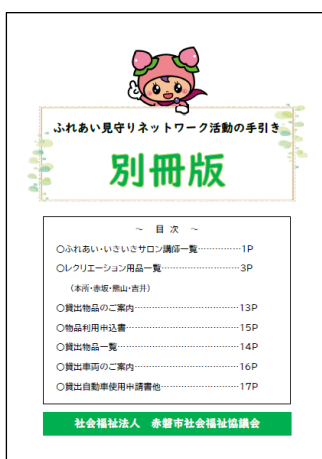 ふれあい見守りネットワーク活動の手引き
別冊版
～ 目 次 ～
○ふれあい・いきいきサロン講師一覧……………1P
○レクリエーション用品一覧…………………………3P
（本所・赤坂・熊山・吉井）
○貸出物品のご案内…………………………………13P
○物品利用申込書……………………………………15P
○貸出物品一覧………………………………………14P
○貸出車両のご案内…………………………………16P
○貸出自動車使用申請書他…………………………17P
社会福祉法人 赤磐市社会福祉協議会